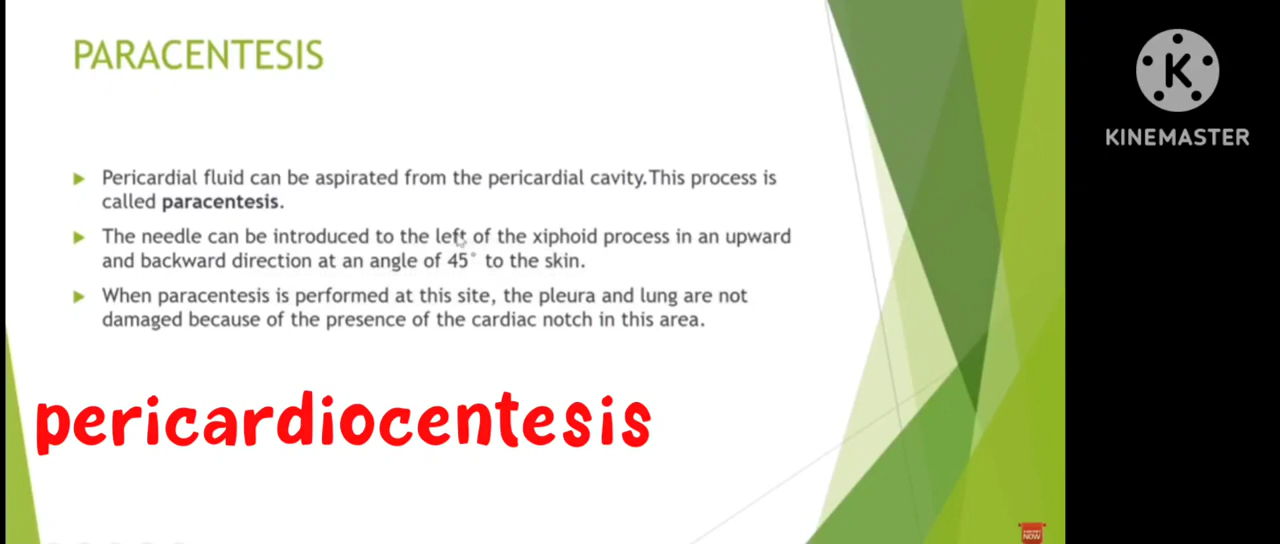 PARACENTESIS
K
KINEMASTER
Pericardial fluid can be aspirated from the pericardial cavity.This process is
called paracentesis.
The needle can be introduced to the left of the xiphoid process in an upward
and backward direction at an angle of 45° to the skin.
When paracentesis is performed at this site, the pleura and lung are not
damaged because of the presence of the cardiac notch in this area.
pericardiocentesis
NOW